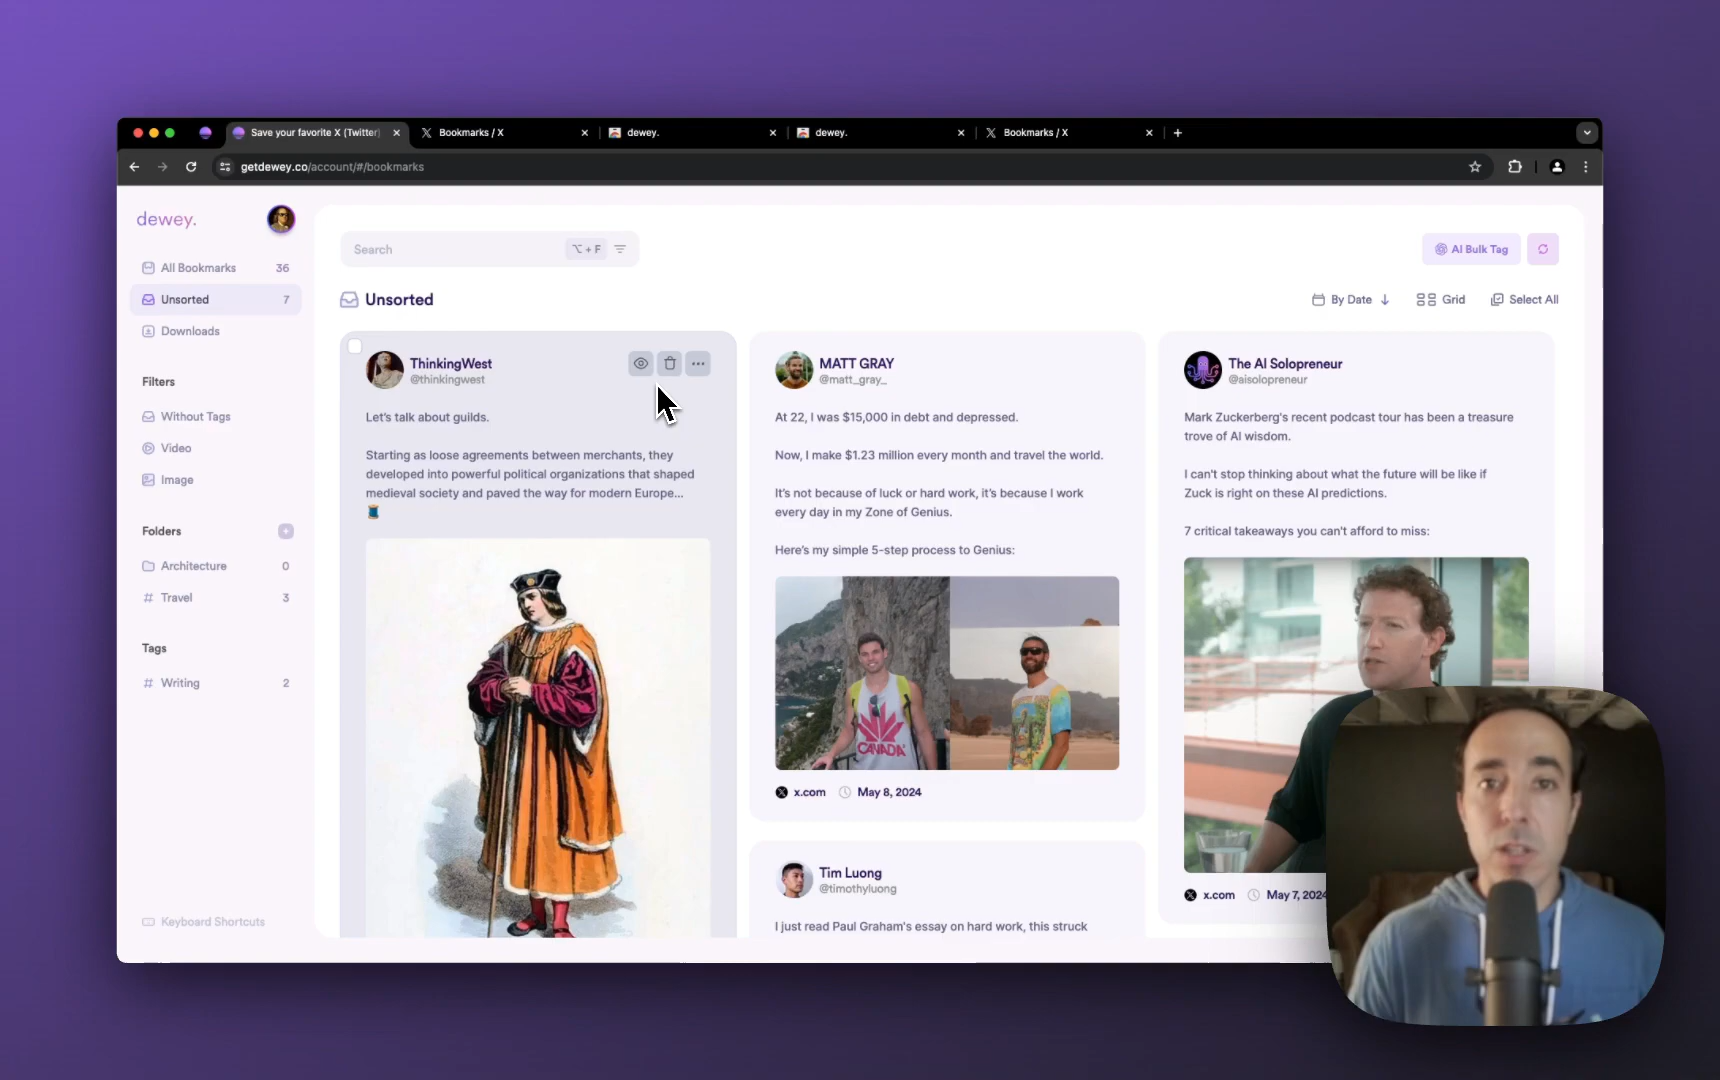 Save your favorite X (Twitter)
Bookmarks / X
dewey.
dewey.
Bookmarks / X
getdewey.co/account/#/bookmarks
dewey.
All Bookmarks 36
Unsorted 7
Downloads
Filters
Without Tags
Video
Image
Folders
Architecture 0
Travel 3
Tags
Writing 2
Keyboard Shortcuts
Search ⌥ + F
AI Bulk Tag
Unsorted
By Date ↓ Grid Select All
ThinkingWest
@thinkingwest
Let's talk about guilds.
Starting as loose agreements between merchants, they
developed into powerful political organizations that shaped
medieval society and paved the way for modern Europe...
🧵
MATT GRAY
@matt_gray_
At 22, I was $15,000 in debt and depressed.
Now, I make $1.23 million every month and travel the world.
It's not because of luck or hard work, it's because I work
every day in my Zone of Genius.
Here's my simple 5-step process to Genius:
CANADA
x.com May 8, 2024
Tim Luong
@timothyluong
I just read Paul Graham's essay on hard work, this struck
The AI Solopreneur
@aisolopreneur
Mark Zuckerberg's recent podcast tour has been a treasure
trove of AI wisdom.
I can't stop thinking about what the future will be like if
Zuck is right on these AI predictions.
7 critical takeaways you can't afford to miss:
x.com May 7, 2024